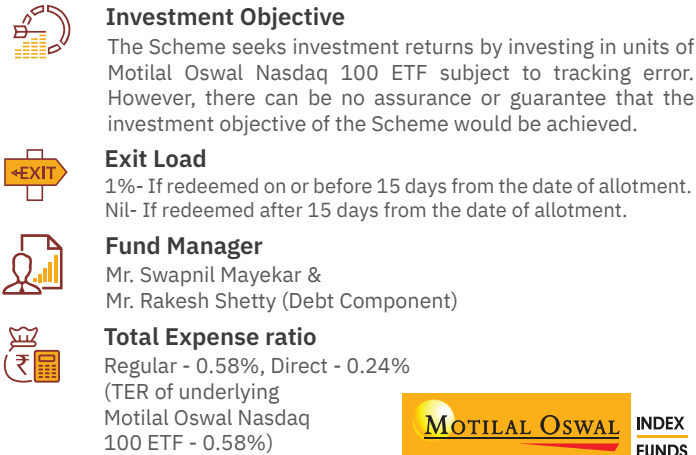 Investment Objective
The Scheme seeks investment returns by investing in units of
Motilal Oswal Nasdaq 100 ETF subject to tracking error.
However, there can be no assurance or guarantee that the
investment objective of the Scheme would be achieved.
EXIT
Exit Load
1%- If redeemed on or before 15 days from the date of allotment.
Nil- If redeemed after 15 days from the date of allotment.
Fund Manager
Mr. Swapnil Mayekar &
Mr. Rakesh Shetty (Debt Component)
₹
Total Expense ratio
Regular - 0.58%, Direct - 0.24%
(TER of underlying
Motilal Oswal Nasdaq
100 ETF - 0.58%)
MOTILAL OSWAL
INDEX
FUNDS